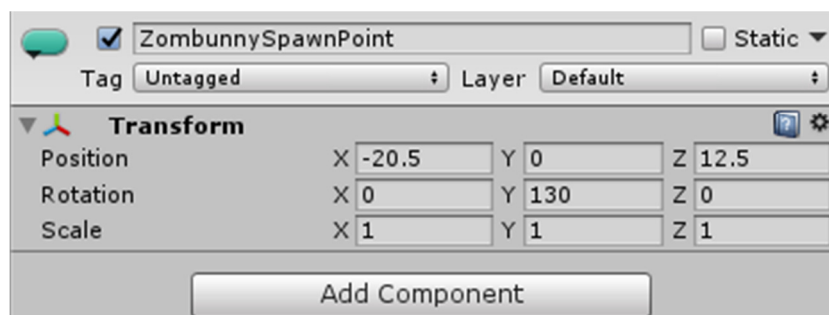 ZombunnySpawnPoint Static
Tag Untagged Layer Default
Transform
Position X -20.5 Y 0 Z 12.5
Rotation X 0 Y 130 Z 0
Scale X 1 Y 1 Z 1
Add Component